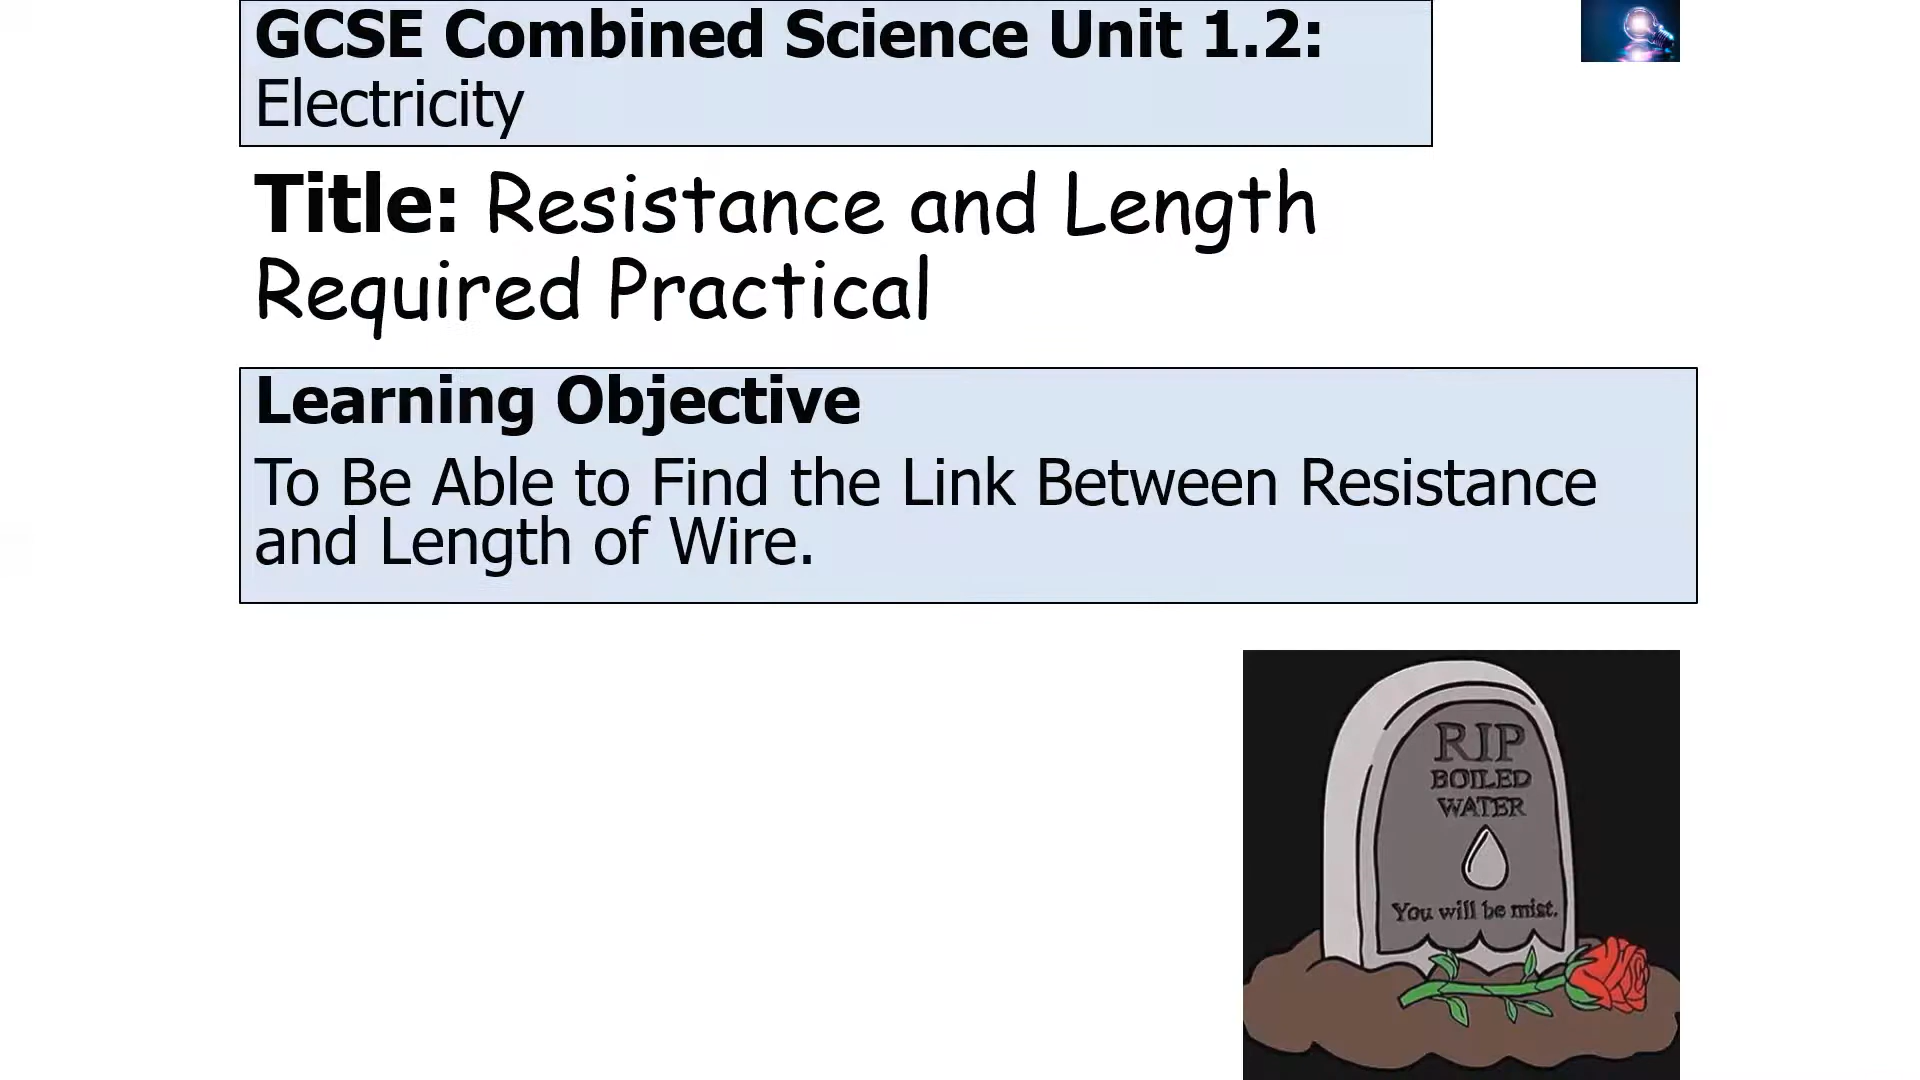 GCSE Combined Science Unit 1.2:
Electricity
Title: Resistance and Length
Required Practical
Learning Objective
To Be Able to Find the Link Between Resistance
and Length of Wire.
RIP
BOILED
WATER
You will be mist.